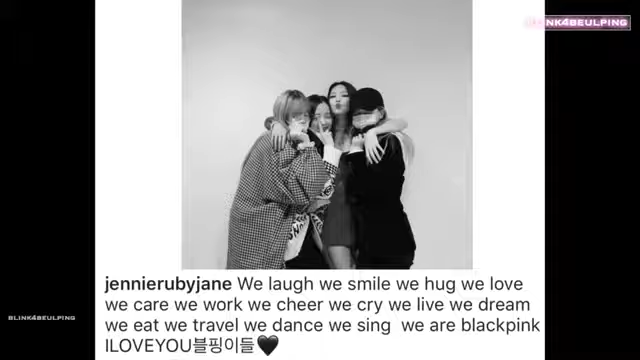 BLINK4BEULPING
jennierubyjane We laugh we smile we hug we love
we care we work we cheer we cry we live we dream
we eat we travel we dance we sing we are blackpink
ILOVEYOU블핑이들🖤
BLINK4BEULPING